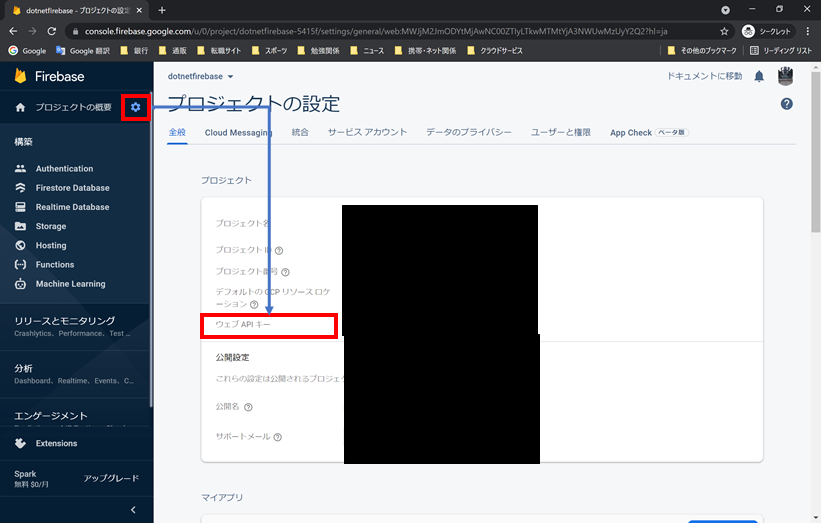 dotnetfirebase - プロジェクトの設定
console.firebase.google.com/u/0/project/dotnetfirebase-5415f/settings/general/web:MWJjM2JmODYtMjAwNC00ZTIyLTkwMTMtYjA3NWUwMzUyY2Q2?hl=ja
シークレット
Google
Google 翻訳
銀行
通販
転職サイト
スポーツ
勉強関係
ニュース
携帯・ネット関係
クラウドサービス
その他のブックマーク
リーディング リスト
Firebase
dotnetfirebase
ドキュメントに移動
プロジェクトの概要
プロジェクトの設定
全般
Cloud Messaging
統合
サービス アカウント
データのプライバシー
ユーザーと権限
App Check
ベータ版
構築
Authentication
Firestore Database
Realtime Database
Storage
Hosting
Functions
Machine Learning
リリースとモニタリング
Crashlytics、Performance、Test ...
分析
Dashboard、Realtime、Events、C...
エンゲージメント
Extensions
Spark
無料 $0/月
アップグレード
プロジェクト
プロジェクト名
プロジェクト ID
プロジェクト番号
デフォルトの GCP リソース ロケ
ーション
ウェブ API キー
公開設定
これらの設定は公開されるプロジェク
公開名
サポートメール
マイアプリ